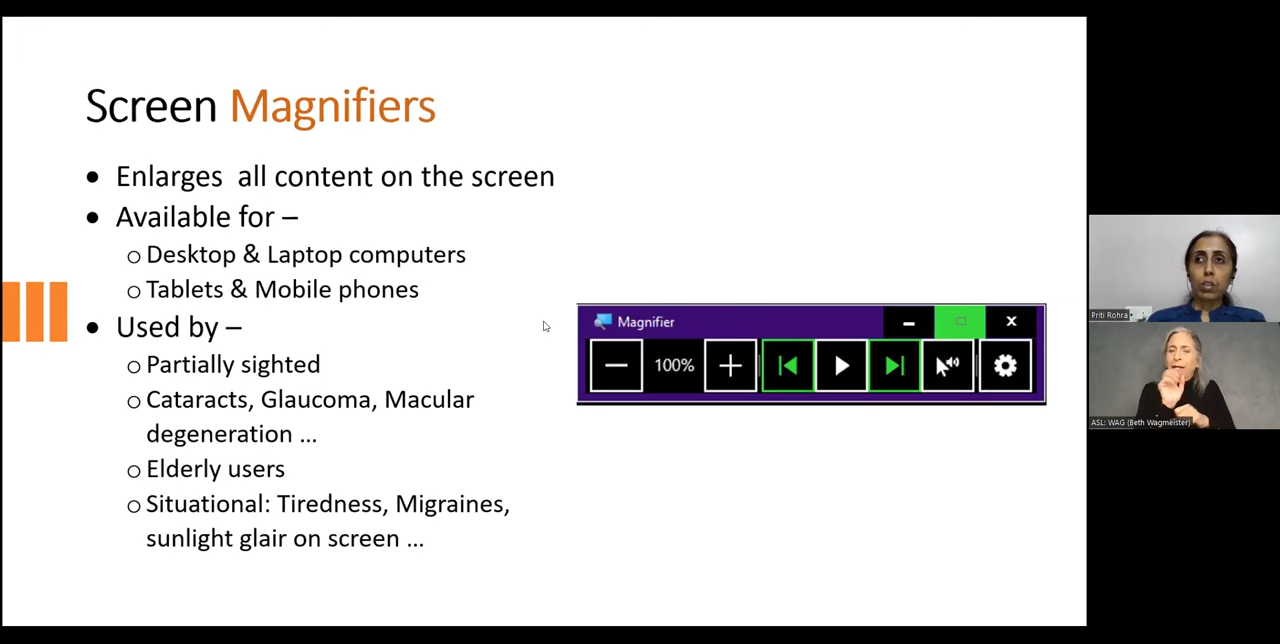 Screen Magnifiers
● Enlarges  all content on the screen
● Available for –
○ Desktop & Laptop computers
○ Tablets & Mobile phones
● Used by –
○ Partially sighted
○ Cataracts, Glaucoma, Macular
degeneration ...
○ Elderly users
○ Situational: Tiredness, Migraines,
sunlight glair on screen ...
Magnifier
100%
Priti Rohra
ASL: WAG (Beth Wagmeister)